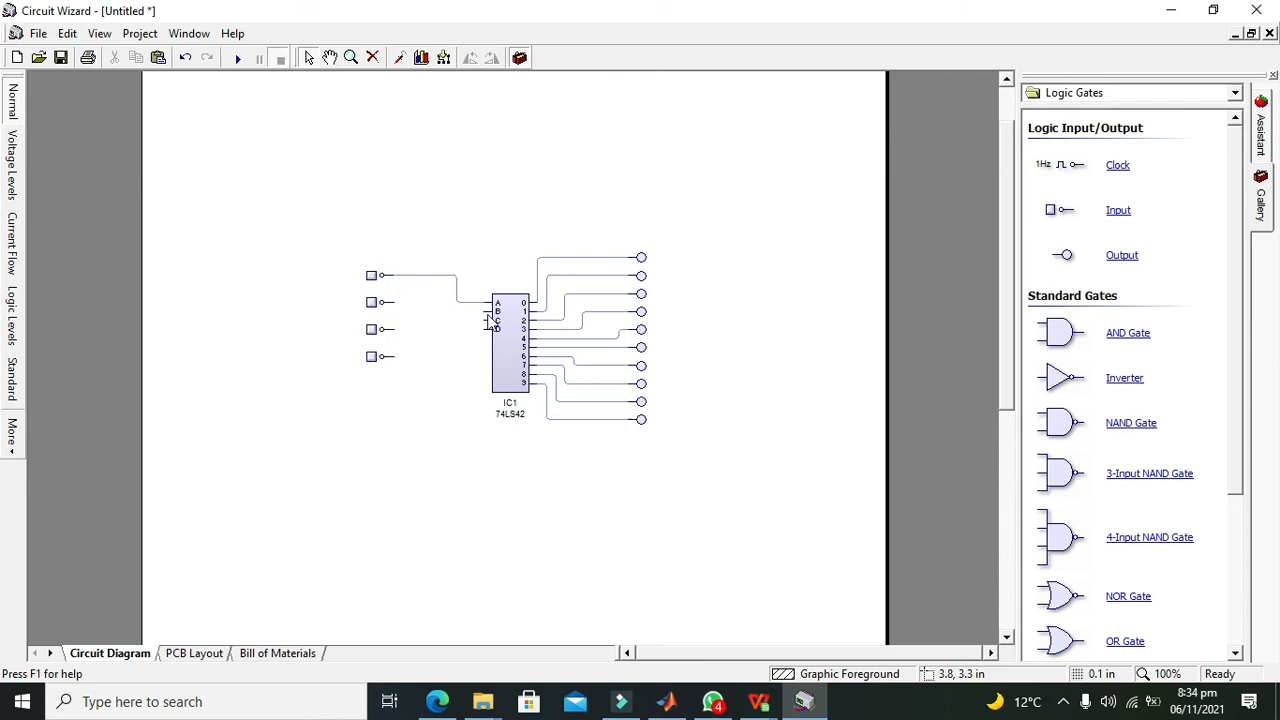 Circuit Wizard - [Untitled *]
File Edit View Project Window Help
Normal
Voltage Levels
Current Flow
Logic Levels
Standard
More
A 0
B 1
C 2
D 3
4
5
6
7
8
9
IC1
74LS42
Logic Gates
Logic Input/Output
1Hz Clock
Input
Output
Standard Gates
AND Gate
Inverter
NAND Gate
3-Input NAND Gate
4-Input NAND Gate
NOR Gate
OR Gate
Assistant
Gallery
Circuit Diagram PCB Layout Bill of Materials
Press F1 for help Graphic Foreground 3.8, 3.3 in 0.1 in 100% Ready
Type here to search 4 12°C 8:34 pm
06/11/2021